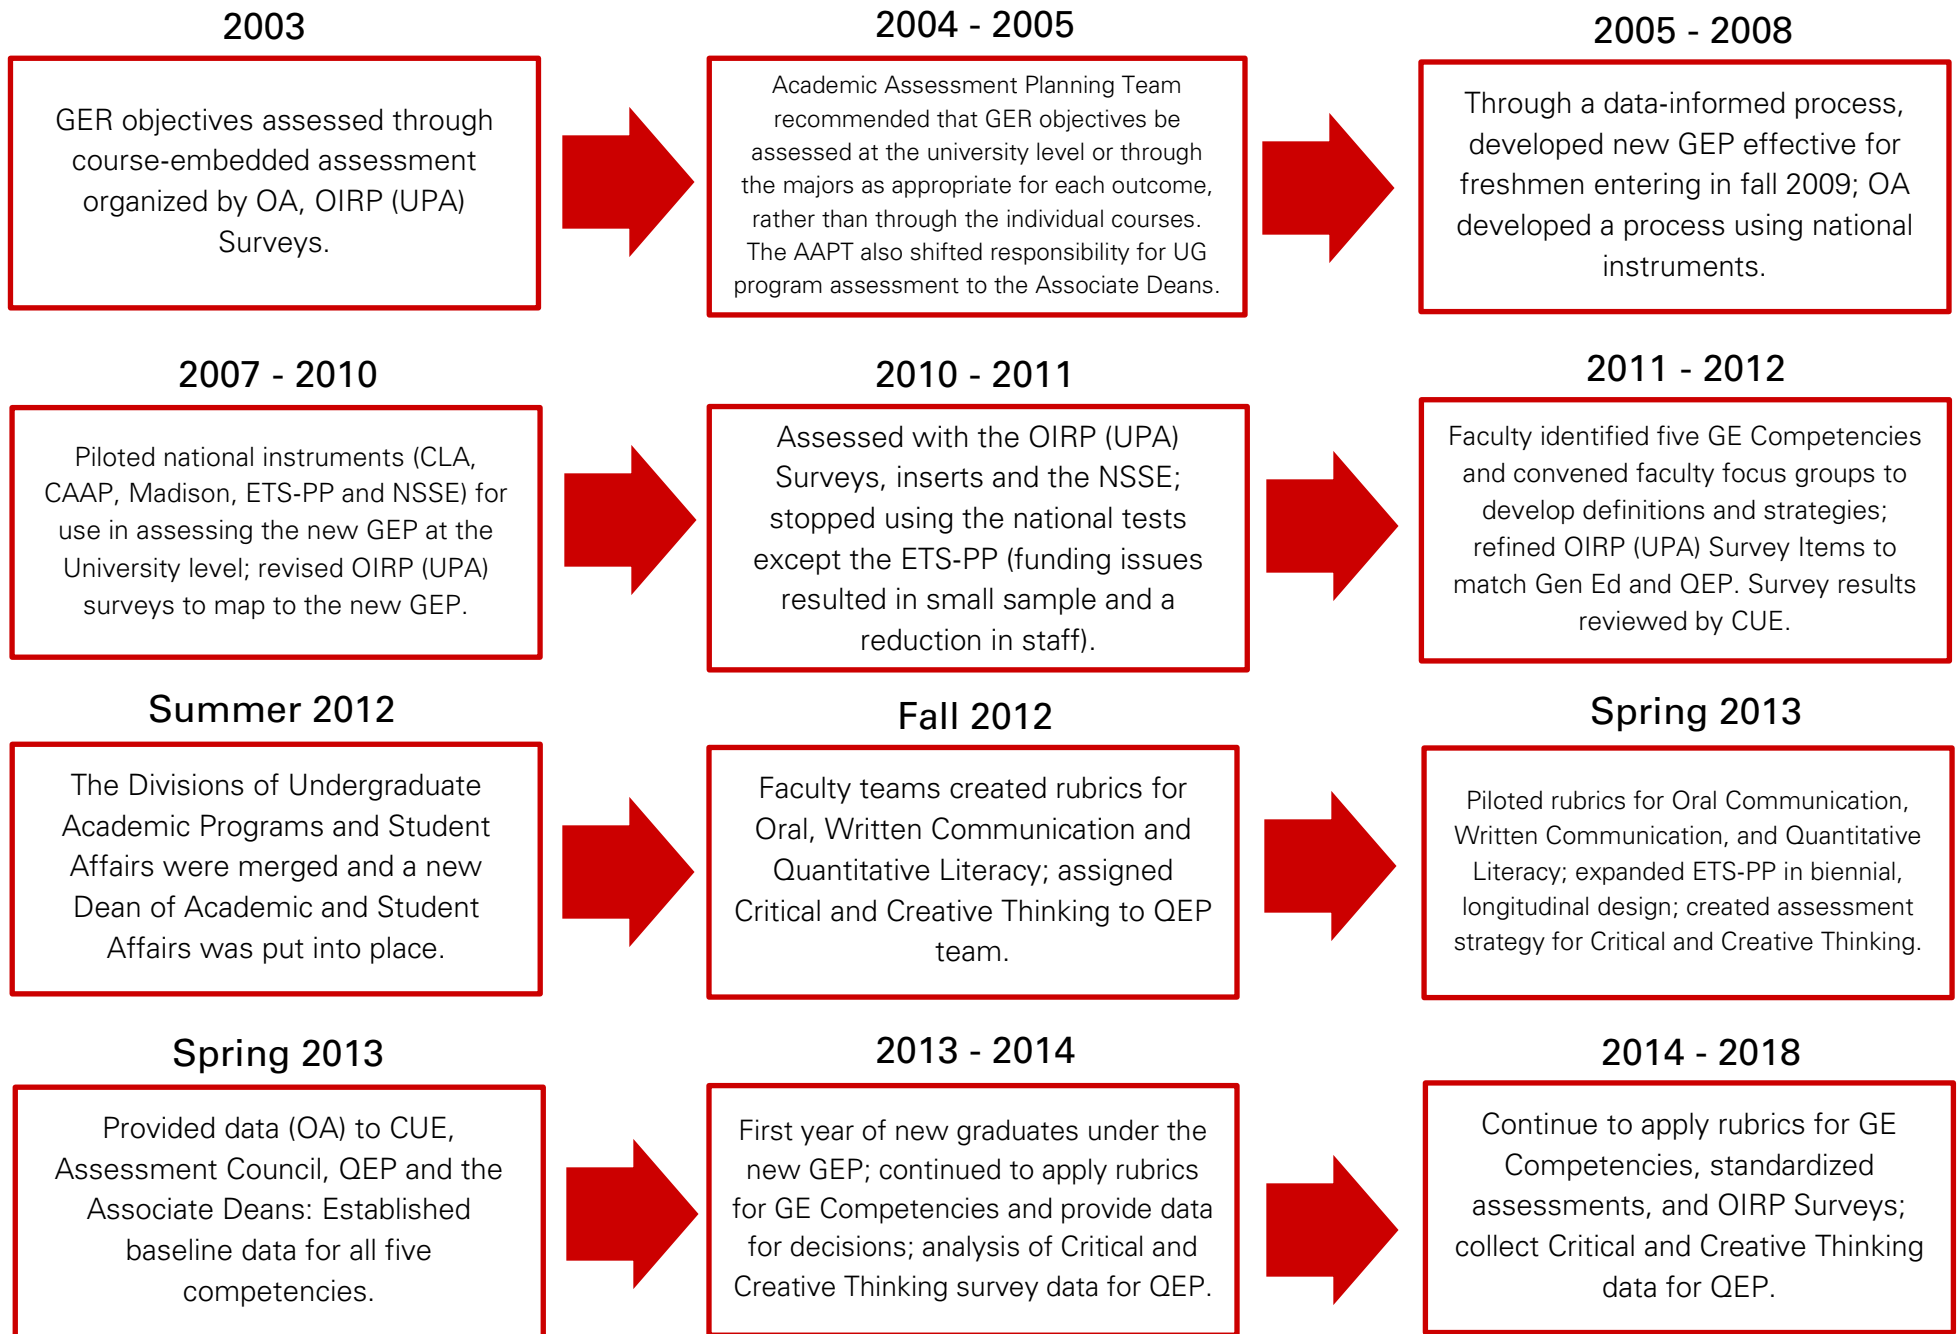 2003
GER objectives assessed through
course-embedded assessment
organized by OA, OIRP (UPA)
Surveys.
2004 - 2005
Academic Assessment Planning Team
recommended that GER objectives be
assessed at the university level or through
the majors as appropriate for each outcome,
rather than through the individual courses.
The AAPT also shifted responsibility for UG
program assessment to the Associate Deans.
2005 - 2008
Through a data-informed process,
developed new GEP effective for
freshmen entering in fall 2009; OA
developed a process using national
instruments.
2007 - 2010
Piloted national instruments (CLA,
CAAP, Madison, ETS-PP and NSSE) for
use in assessing the new GEP at the
University level; revised OIRP (UPA)
surveys to map to the new GEP.
2010 - 2011
Assessed with the OIRP (UPA)
Surveys, inserts and the NSSE;
stopped using the national tests
except the ETS-PP (funding issues
resulted in small sample and a
reduction in staff).
2011 - 2012
Faculty identified five GE Competencies
and convened faculty focus groups to
develop definitions and strategies;
refined OIRP (UPA) Survey Items to
match Gen Ed and QEP. Survey results
reviewed by CUE.
Summer 2012
The Divisions of Undergraduate
Academic Programs and Student
Affairs were merged and a new
Dean of Academic and Student
Affairs was put into place.
Fall 2012
Faculty teams created rubrics for
Oral, Written Communication and
Quantitative Literacy; assigned
Critical and Creative Thinking to QEP
team.
Spring 2013
Piloted rubrics for Oral Communication,
Written Communication, and Quantitative
Literacy; expanded ETS-PP in biennial,
longitudinal design; created assessment
strategy for Critical and Creative Thinking.
Spring 2013
Provided data (OA) to CUE,
Assessment Council, QEP and the
Associate Deans: Established
baseline data for all five
competencies.
2013 - 2014
First year of new graduates under the
new GEP; continued to apply rubrics
for GE Competencies and provide data
for decisions; analysis of Critical and
Creative Thinking survey data for QEP.
2014 - 2018
Continue to apply rubrics for GE
Competencies, standardized
assessments, and OIRP Surveys;
collect Critical and Creative Thinking
data for QEP.